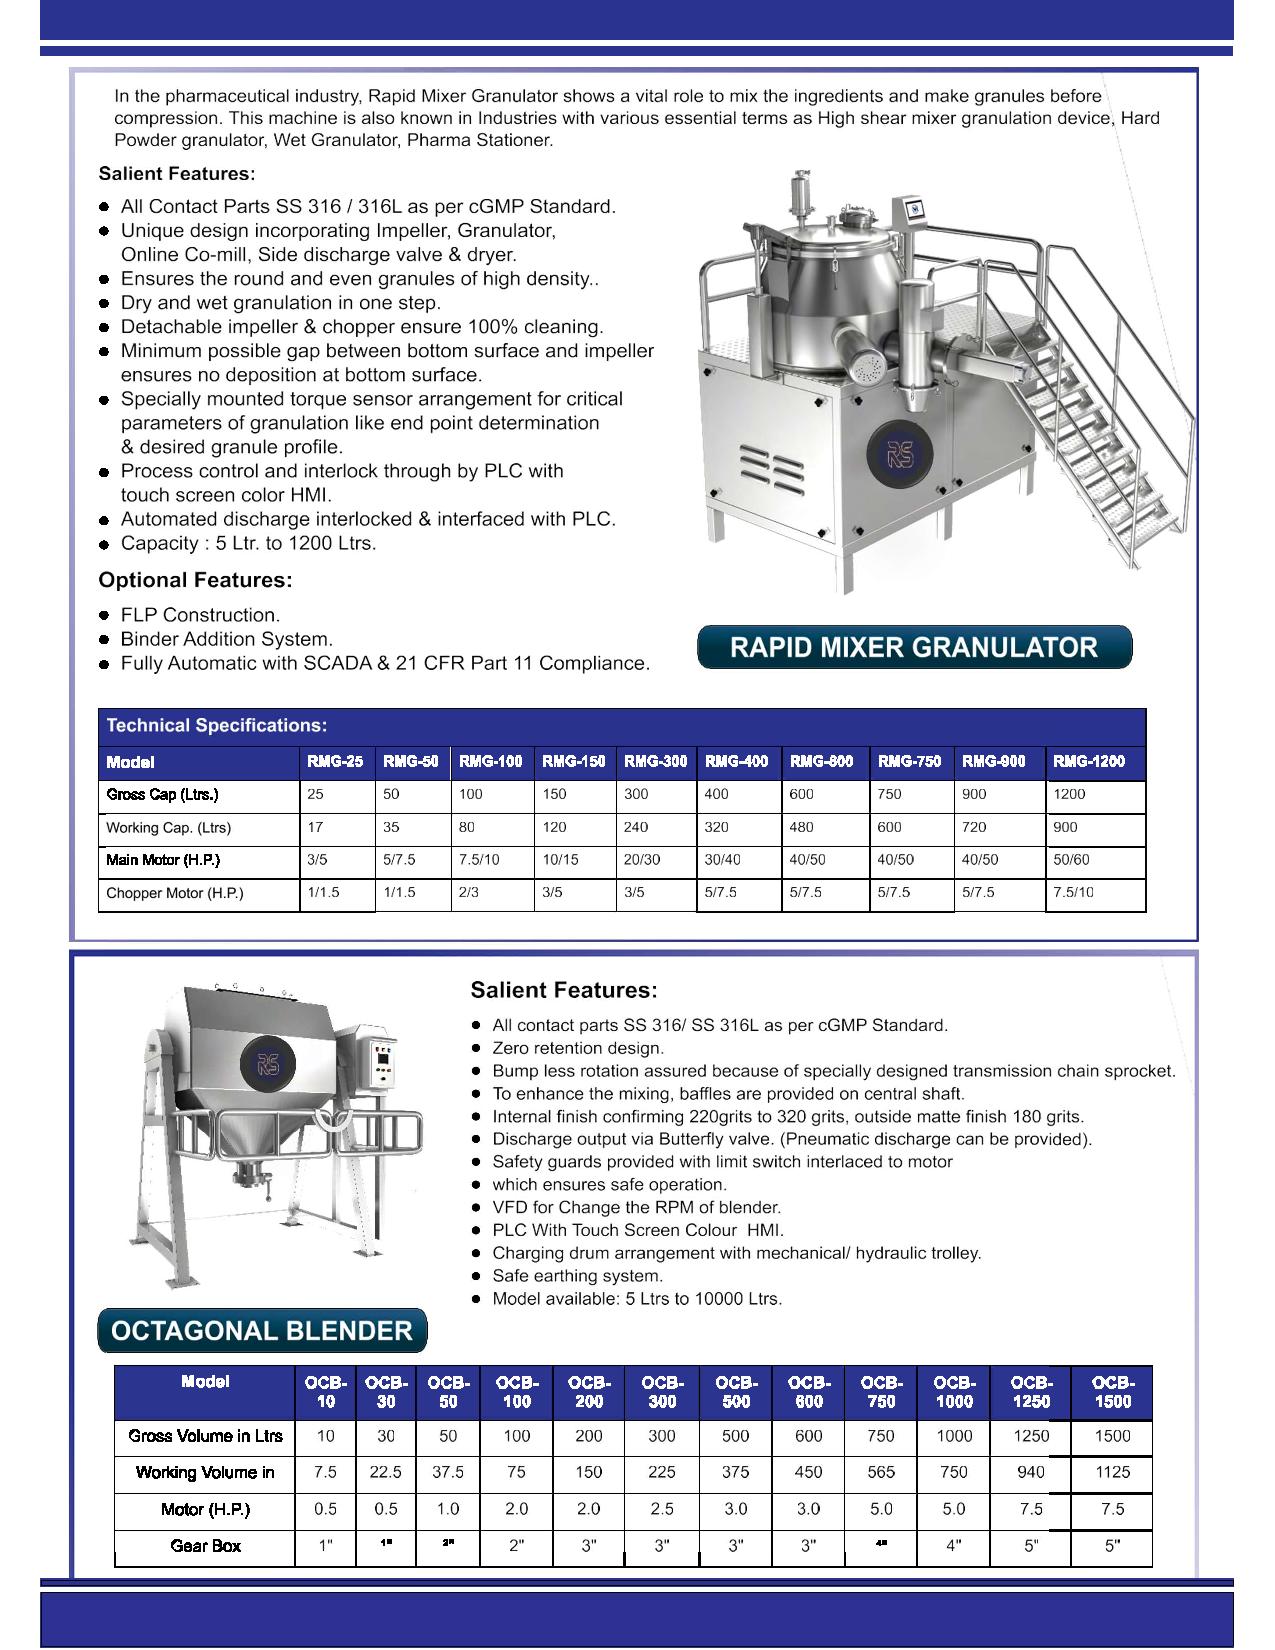 In the pharmaceutical industry, Rapid Mixer Granulator shows a vital role to mix the ingredients and make granules before
compression. This machine is also known in Industries with various essential terms as High shear mixer granulation device, Hard
Powder granulator, Wet Granulator, Pharma Stationer.
Salient Features:
● All Contact Parts SS 316 / 316L as per cGMP Standard.
● Unique design incorporating Impeller, Granulator,
Online Co-mill, Side discharge valve & dryer.
● Ensures the round and even granules of high density..
● Dry and wet granulation in one step.
● Detachable impeller & chopper ensure 100% cleaning.
● Minimum possible gap between bottom surface and impeller
ensures no deposition at bottom surface.
● Specially mounted torque sensor arrangement for critical
parameters of granulation like end point determination
& desired granule profile.
● Process control and interlock through by PLC with
touch screen color HMI.
● Automated discharge interlocked & interfaced with PLC.
● Capacity : 5 Ltr. to 1200 Ltrs.
Optional Features:
● FLP Construction.
● Binder Addition System.
● Fully Automatic with SCADA & 21 CFR Part 11 Compliance.
RS
RAPID MIXER GRANULATOR
Technical Specifications:
Model RMG-25 RMG-50 RMG-100 RMG-150 RMG-300 RMG-400 RMG-600 RMG-750 RMG-900 RMG-1200
Gross Cap (Ltrs.) 25 50 100 150 300 400 600 750 900 1200
Working Cap. (Ltrs) 17 35 80 120 240 320 480 600 720 900
Main Motor (H.P.) 3/5 5/7.5 7.5/10 10/15 20/30 30/40 40/50 40/50 40/50 50/60
Chopper Motor (H.P.) 1/1.5 1/1.5 2/3 3/5 3/5 5/7.5 5/7.5 5/7.5 5/7.5 7.5/10
RS
OCTAGONAL BLENDER
Salient Features:
● All contact parts SS 316/ SS 316L as per cGMP Standard.
● Zero retention design.
● Bump less rotation assured because of specially designed transmission chain sprocket.
● To enhance the mixing, baffles are provided on central shaft.
● Internal finish confirming 220grits to 320 grits, outside matte finish 180 grits.
● Discharge output via Butterfly valve. (Pneumatic discharge can be provided).
● Safety guards provided with limit switch interlaced to motor
● which ensures safe operation.
● VFD for Change the RPM of blender.
● PLC With Touch Screen Colour HMI.
● Charging drum arrangement with mechanical/ hydraulic trolley.
● Safe earthing system.
● Model available: 5 Ltrs to 10000 Ltrs.
Model OCB-10 OCB-30 OCB-50 OCB-100 OCB-200 OCB-300 OCB-500 OCB-600 OCB-750 OCB-1000 OCB-1250 OCB-1500
Gross Volume in Ltrs 10 30 50 100 200 300 500 600 750 1000 1250 1500
Working Volume in 7.5 22.5 37.5 75 150 225 375 450 565 750 940 1125
Motor (H.P.) 0.5 0.5 1.0 2.0 2.0 2.5 3.0 3.0 5.0 5.0 7.5 7.5
Gear Box 1" 1" 2" 2" 3" 3" 3" 3" 4" 4" 5" 5"